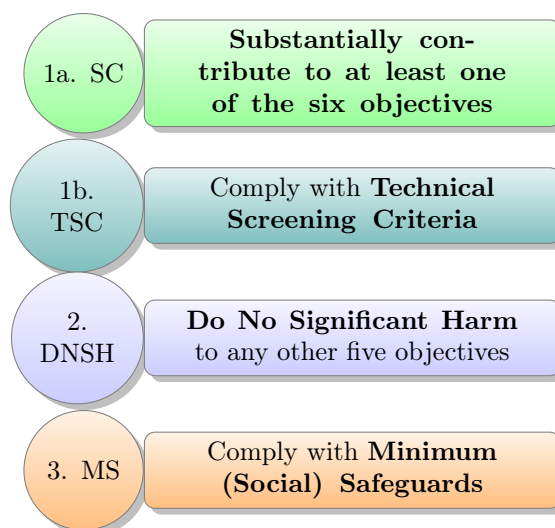 1a. SC
Substantially con-
tribute to at least one
of the six objectives
1b.
TSC
Comply with Technical
Screening Criteria
2.
DNSH
Do No Significant Harm
to any other five objectives
3. MS
Comply with Minimum
(Social) Safeguards